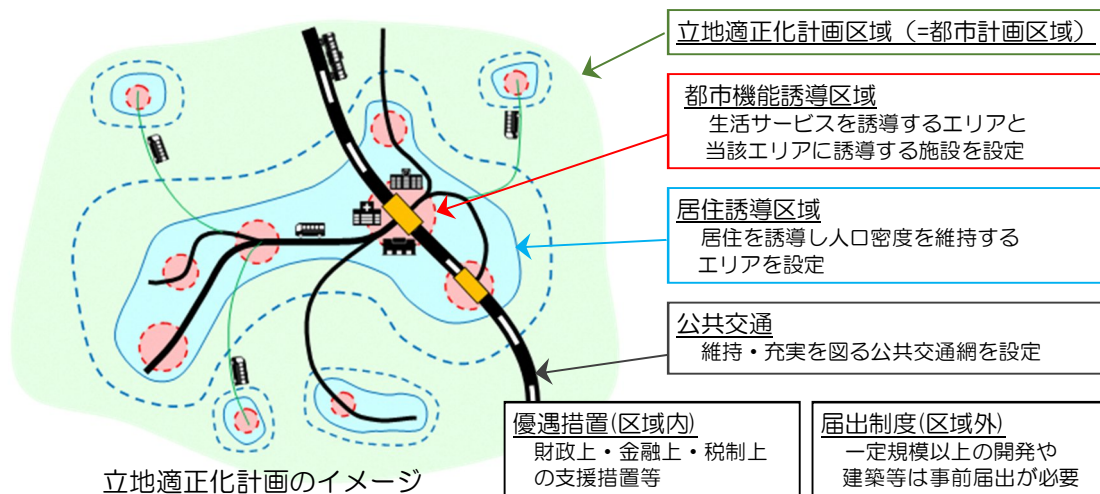 立地適正化計画区域（=都市計画区域）
都市機能誘導区域
生活サービスを誘導するエリアと
当該エリアに誘導する施設を設定
居住誘導区域
居住を誘導し人口密度を維持する
エリアを設定
公共交通
維持・充実を図る公共交通網を設定
優遇措置(区域内)
財政上・金融上・税制上
の支援措置等
届出制度(区域外)
一定規模以上の開発や
建築等は事前届出が必要
立地適正化計画のイメージ